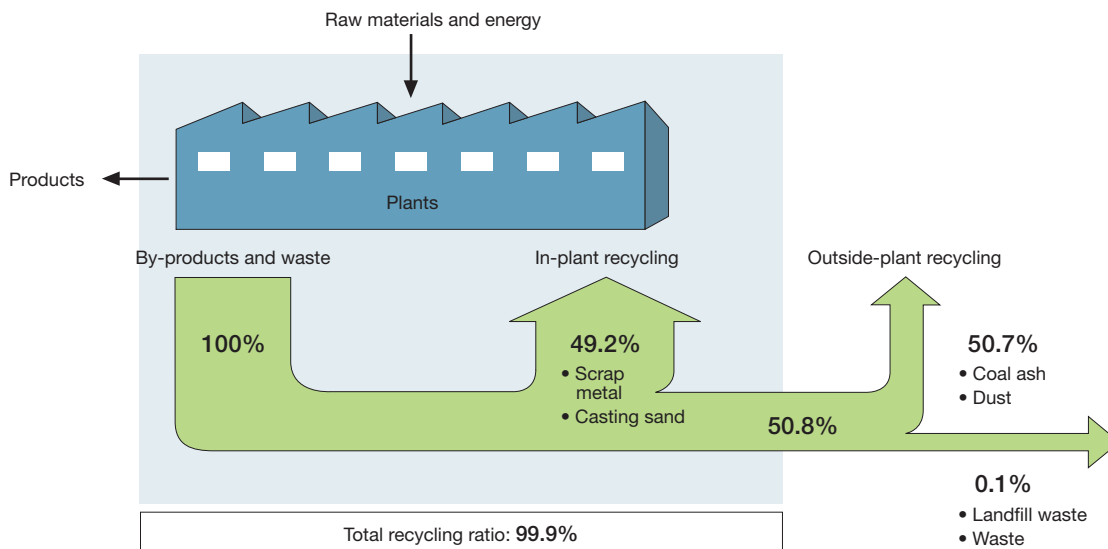 Raw materials and energy
Products
Plants
By-products and waste
In-plant recycling
Outside-plant recycling
100%
49.2%
• Scrap
metal
• Casting sand
50.7%
• Coal ash
• Dust
50.8%
0.1%
• Landfill waste
• Waste
Total recycling ratio: 99.9%